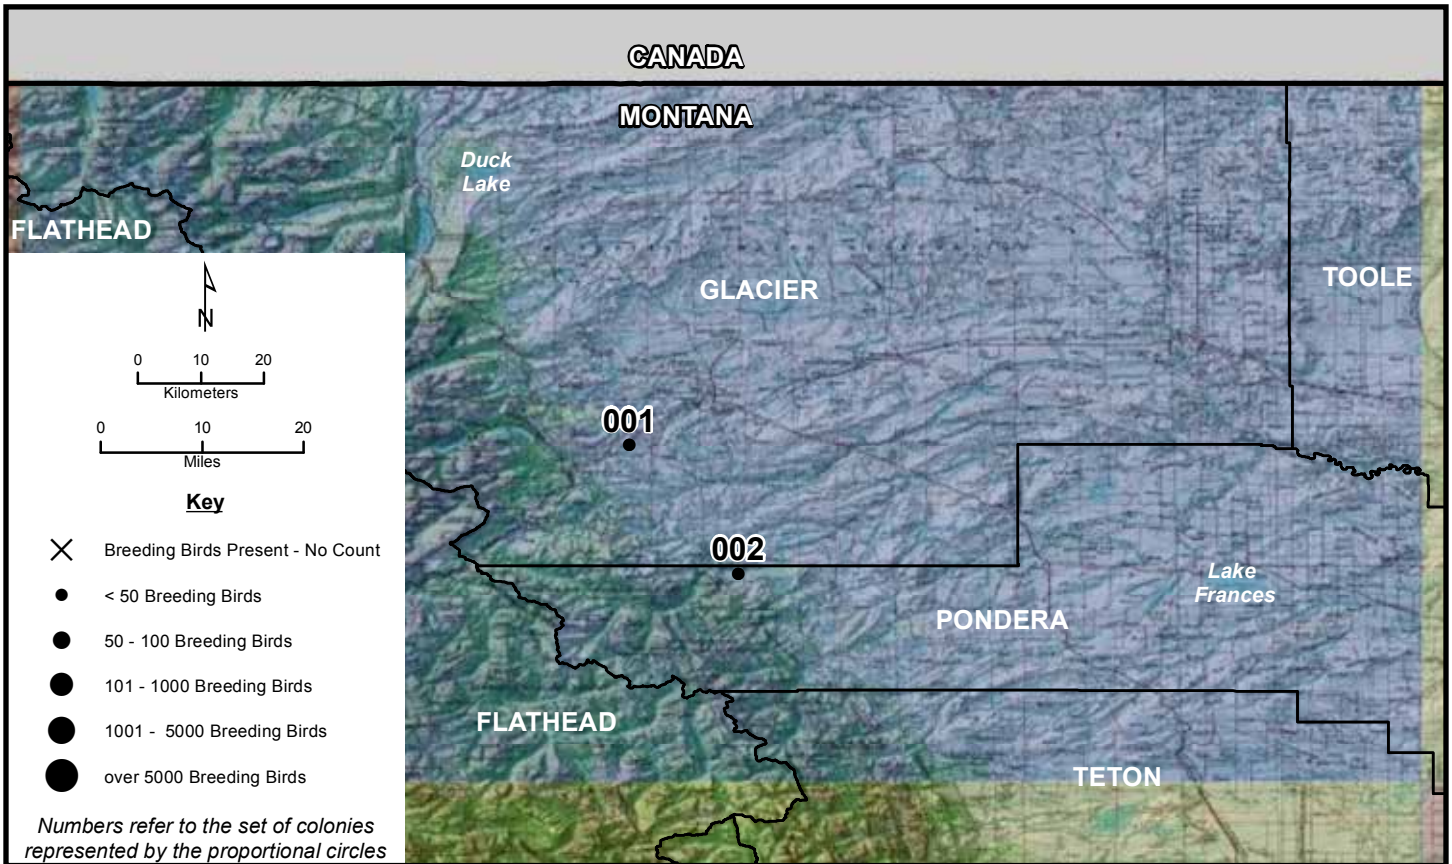 CANADA
MONTANA
Duck
Lake
FLATHEAD
GLACIER
TOOLE
N
0 10 20
Kilometers
0 10 20
Miles
Key
Breeding Birds Present - No Count
< 50 Breeding Birds
50 - 100 Breeding Birds
101 - 1000 Breeding Birds
1001 - 5000 Breeding Birds
over 5000 Breeding Birds
Numbers refer to the set of colonies
represented by the proportional circles
001
002
Lake
Frances
PONDERA
FLATHEAD
TETON